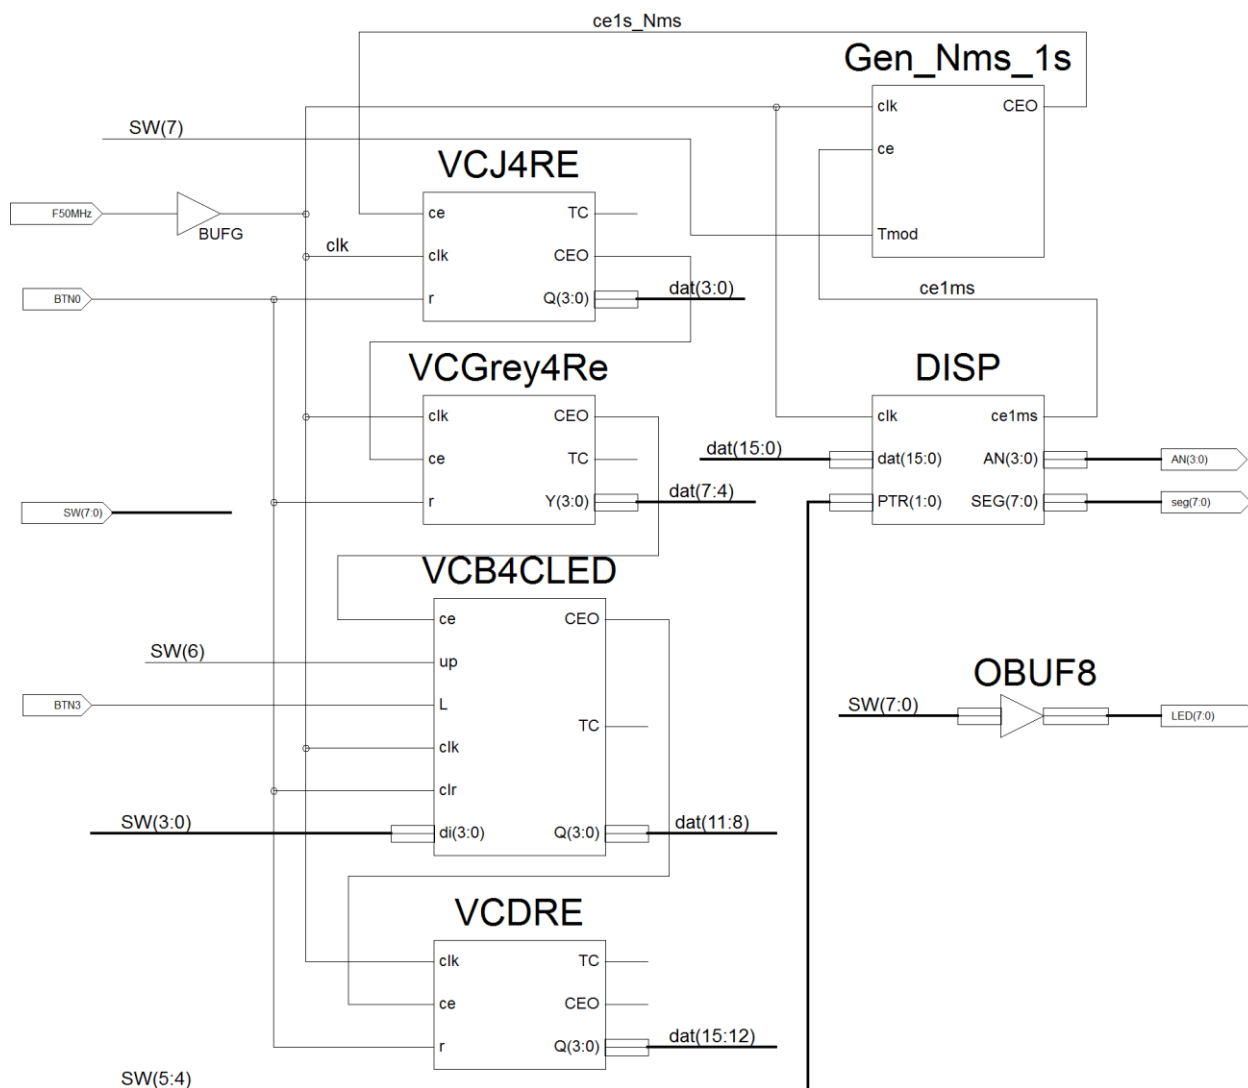 ce1s_Nms
Gen_Nms_1s
clk
CEO
SW(7)
ce
VCJ4RE
F50MHz
BUFG
ce
TC
Tmod
clk
clk
CEO
BTN0
r
Q(3:0)
dat(3:0)
ce1ms
VCGrey4Re
DISP
clk
CEO
clk
ce1ms
dat(15:0)
ce
TC
dat(15:0)
AN(3:0)
AN(3:0)
SW(7:0)
r
Y(3:0)
dat(7:4)
PTR(1:0)
SEG(7:0)
seg(7:0)
VCB4CLED
ce
CEO
SW(6)
up
OBUF8
BTN3
L
SW(7:0)
LED(7:0)
TC
clk
clr
SW(3:0)
di(3:0)
Q(3:0)
dat(11:8)
VCDRE
clk
TC
ce
CEO
r
Q(3:0)
dat(15:12)
SW(5:4)